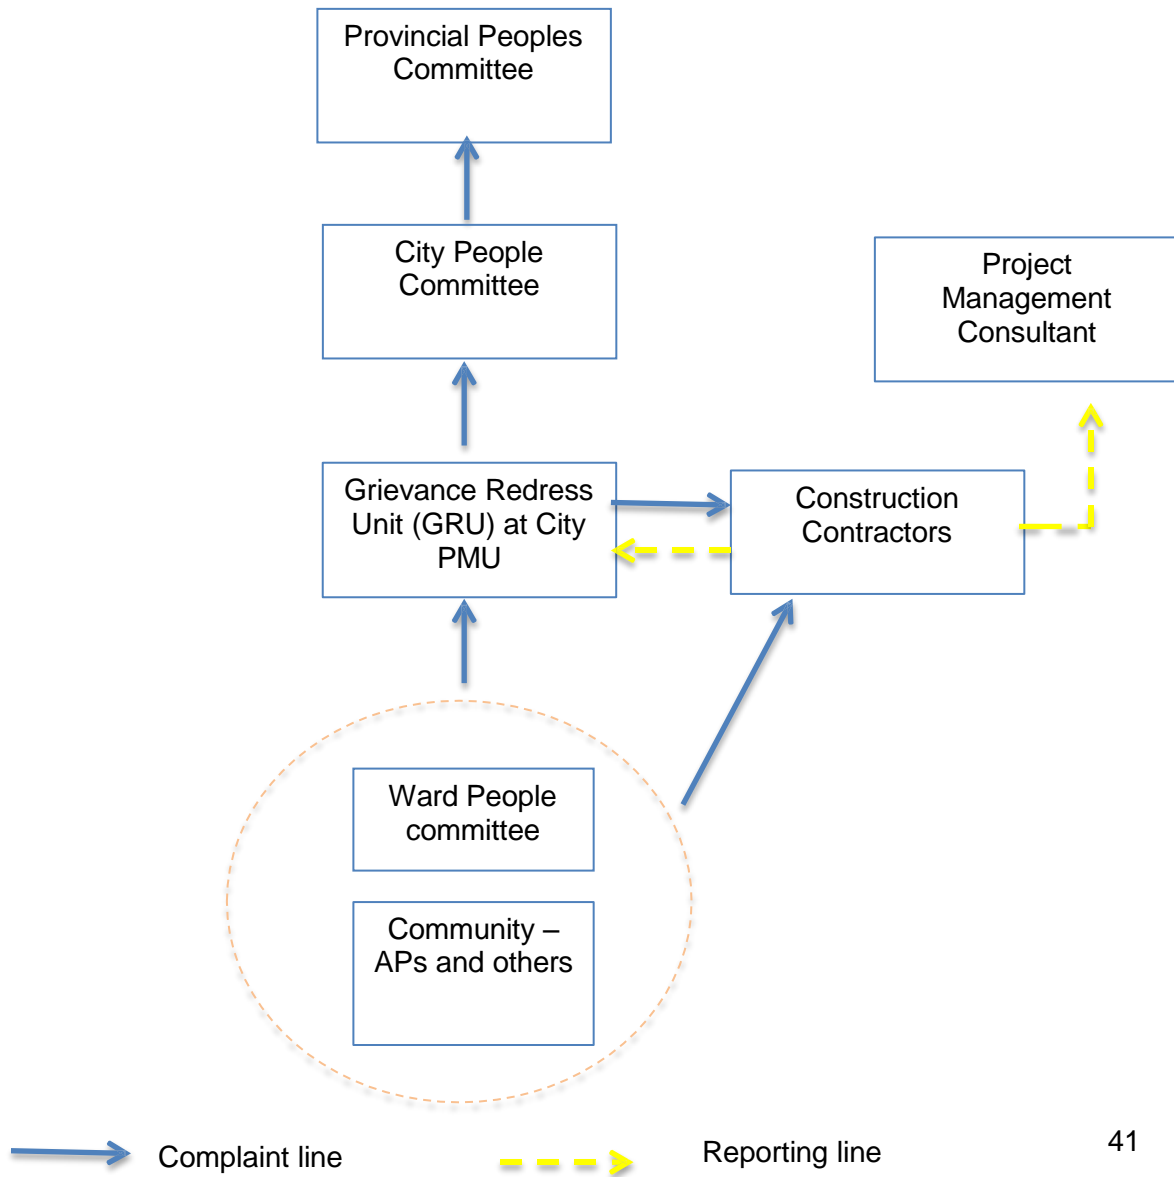 Provincial Peoples
Committee
City People
Committee
Project
Management
Consultant
Grievance Redress
Unit (GRU) at City
PMU
Construction
Contractors
Ward People
committee
Community –
APs and others
Complaint line
Reporting line
41